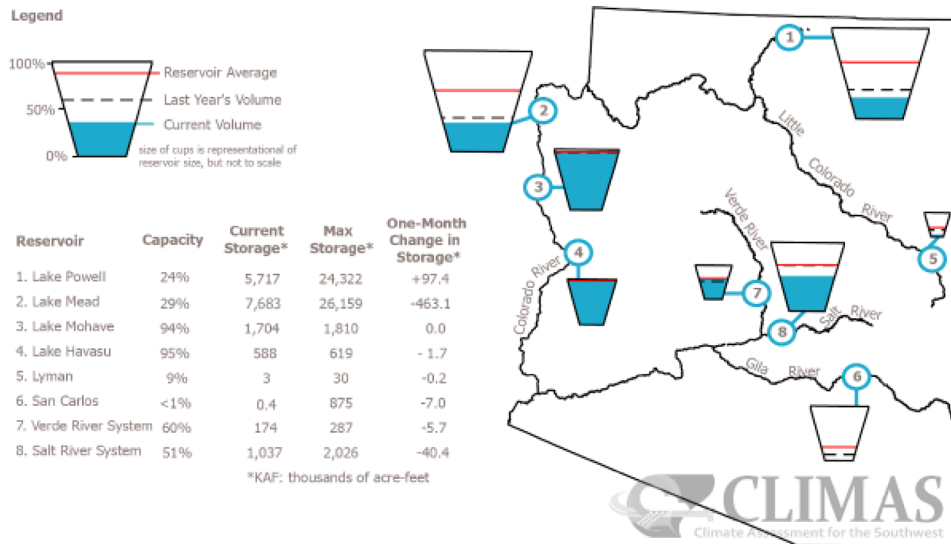 Legend
100%
50%
0%
Reservoir Average
Last Year's Volume
Current Volume
size of cups is representational of
reservoir size, but not to scale
Reservoir Capacity Current Storage* Max Storage* One-Month Change in Storage*
1. Lake Powell 24% 5,717 24,322 +97.4
2. Lake Mead 29% 7,683 26,159 -463.1
3. Lake Mohave 94% 1,704 1,810 0.0
4. Lake Havasu 95% 588 619 - 1.7
5. Lyman 9% 3 30 -0.2
6. San Carlos <1% 0.4 875 -7.0
7. Verde River System 60% 174 287 -5.7
8. Salt River System 51% 1,037 2,026 -40.4
*KAF: thousands of acre-feet
1
2
3
4
5
6
7
8
Little
Colorado
River
Verde River
Colorado River
Salt River
Gila River
CLIMAS
Climate Assessment for the Southwest